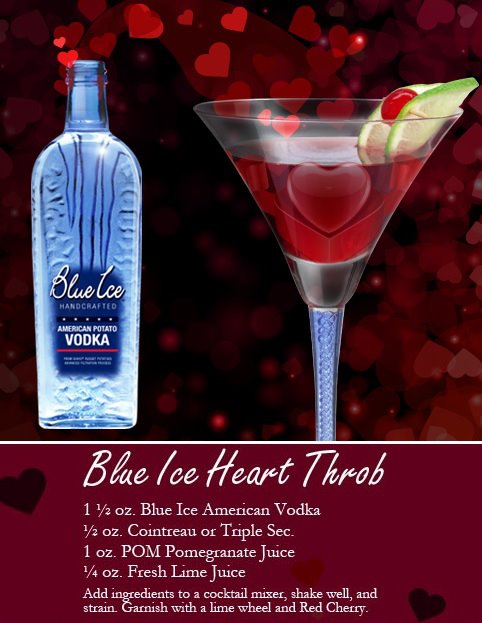 Blue Ice
HANDCRAFTED
AMERICAN POTATO
VODKA
Blue Ice Heart Throb
1 ½ oz. Blue Ice American Vodka
½ oz. Cointreau or Triple Sec.
1 oz. POM Pomegranate Juice
¼ oz. Fresh Lime Juice
Add ingredients to a cocktail mixer, shake well, and
strain. Garnish with a lime wheel and Red Cherry.